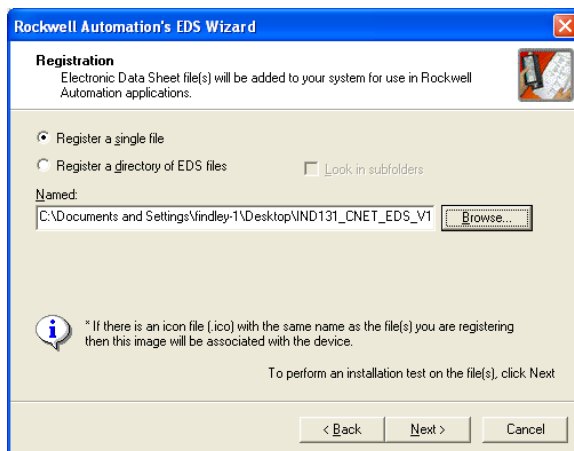 Rockwell Automation's EDS Wizard
Registration
Electronic Data Sheet file(s) will be added to your system for use in Rockwell
Automation applications.
Register a single file
Register a directory of EDS files
Look in subfolders
Named:
C:\Documents and Settings\findley-1\Desktop\IND131_CNET_EDS_V1
Browse...
* If there is an icon file (.ico) with the same name as the file(s) you are registering
then this image will be associated with the device.
To perform an installation test on the file(s), click Next
< Back
Next >
Cancel